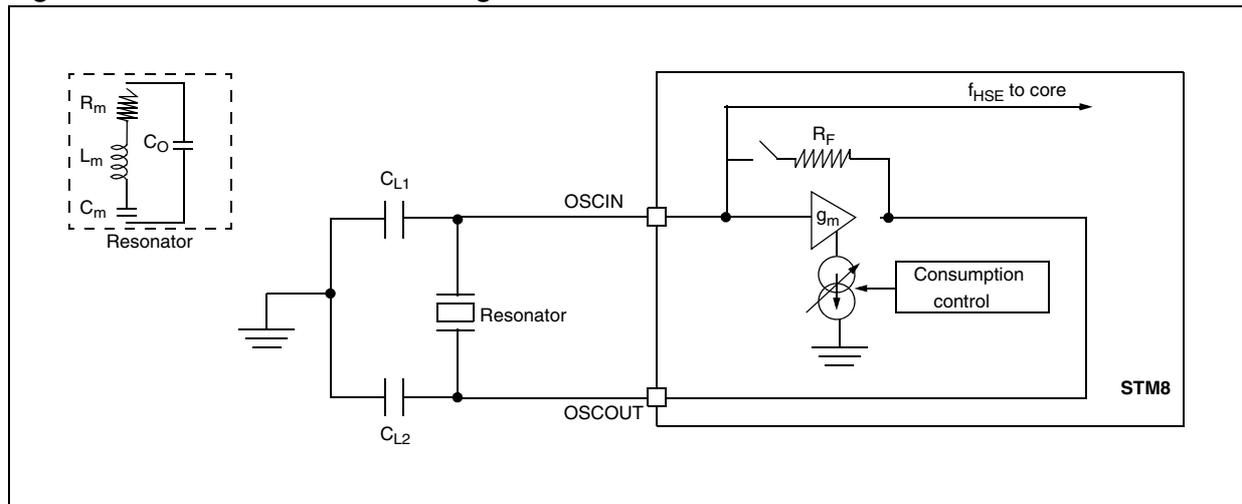 R_m
L_m
C_O
C_m
Resonator
C_L1
C_L2
Resonator
OSCIN
OSCOUT
f_HSE to core
R_F
g_m
Consumption
control
STM8